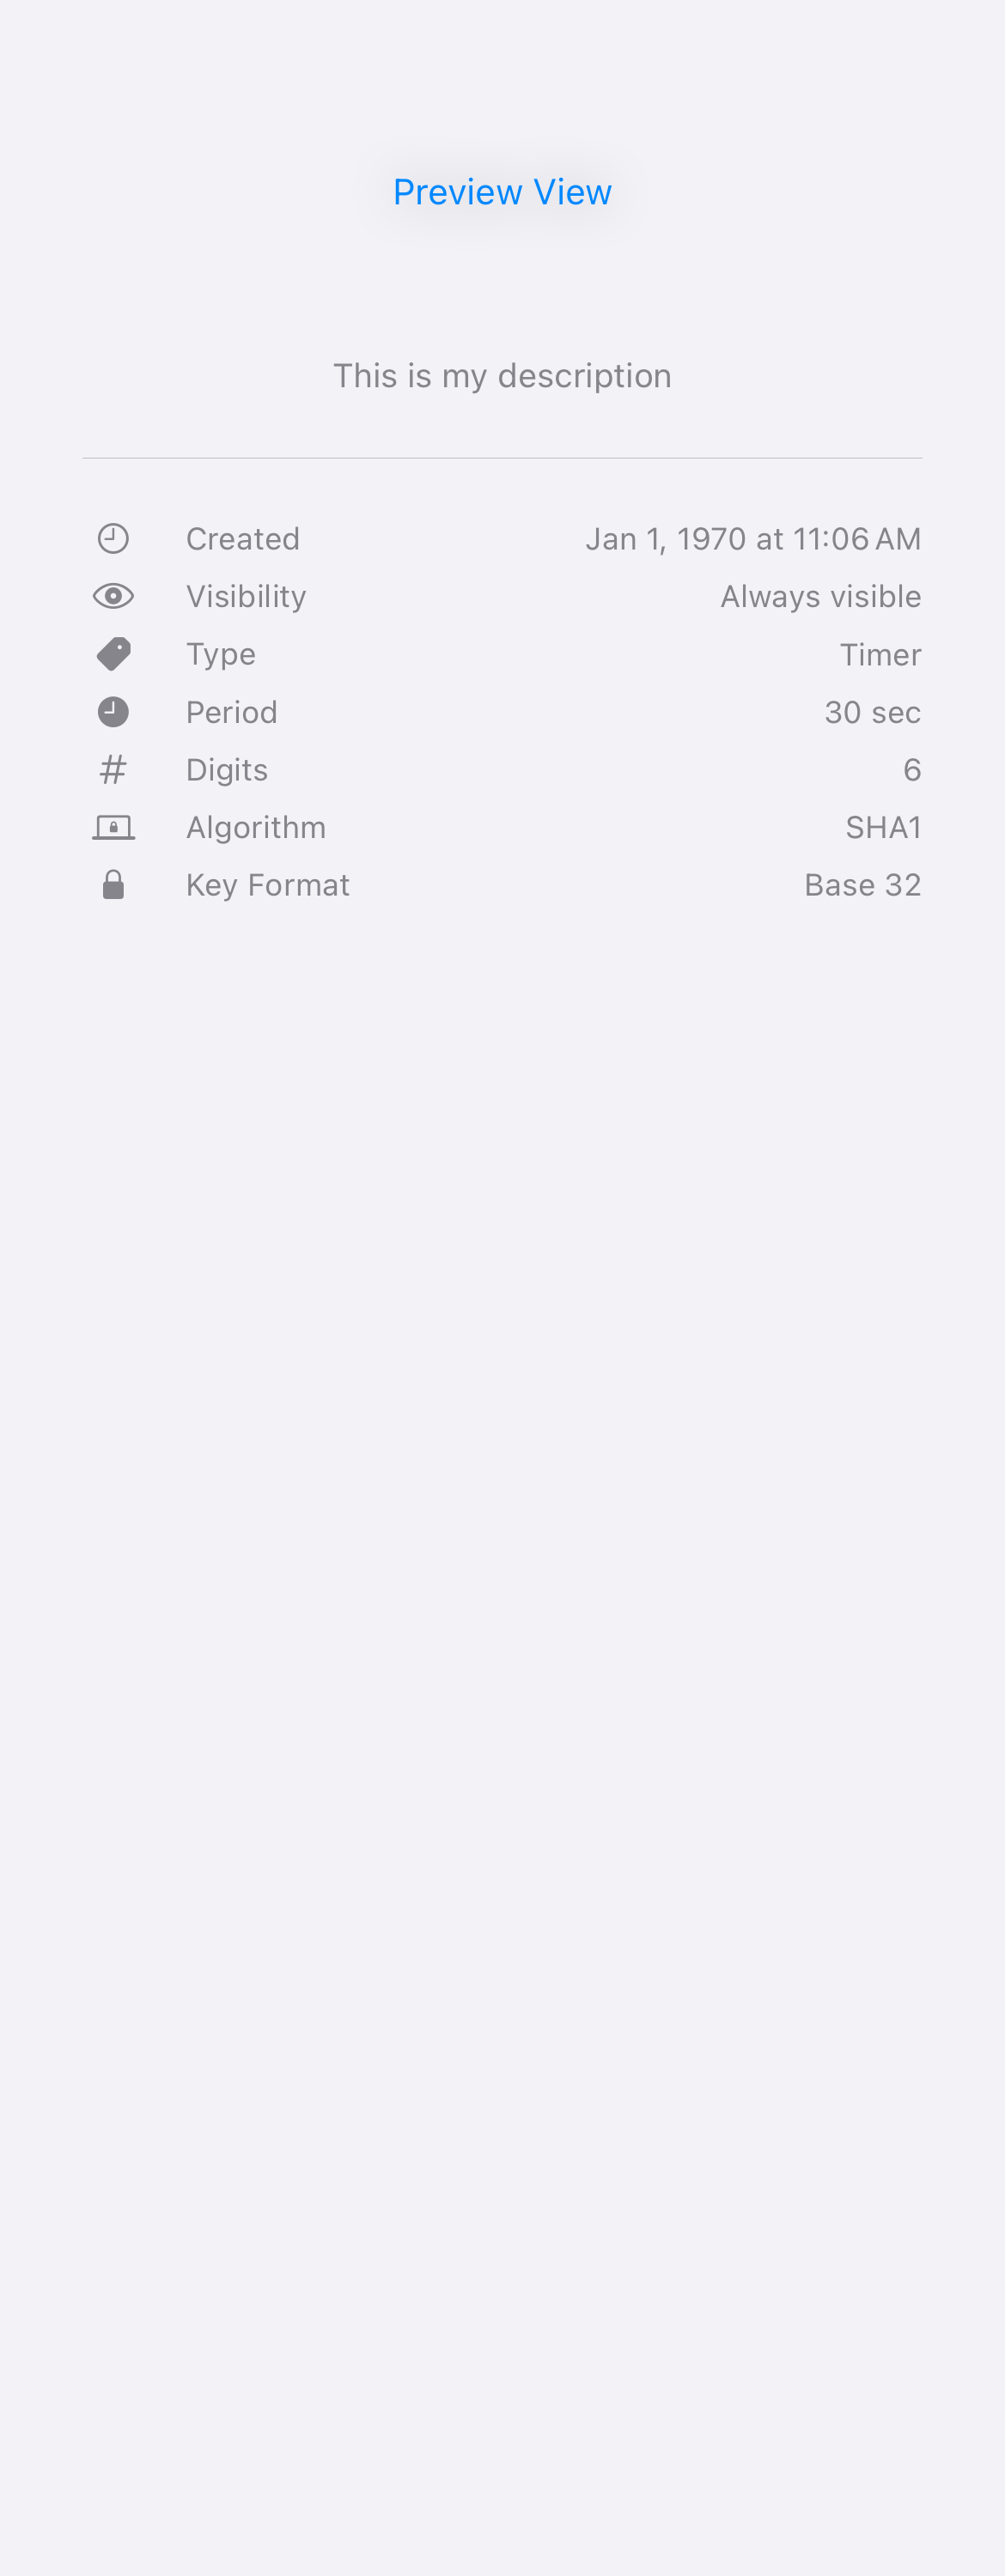 Preview View
This is my description
Created Jan 1, 1970 at 11:06 AM
Visibility Always visible
Type Timer
Period 30 sec
Digits 6
Algorithm SHA1
Key Format Base 32